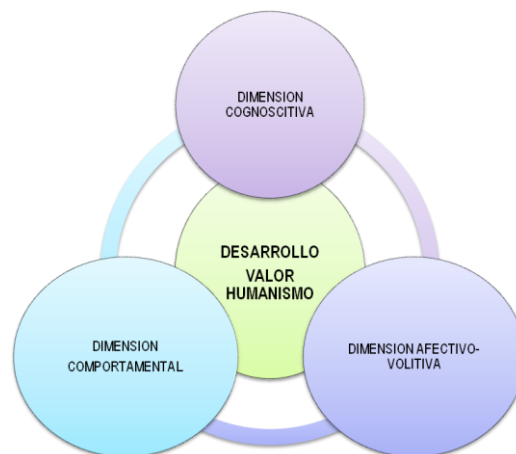 DIMENSION
COGNOSCITIVA
DESARROLLO
VALOR
HUMANISMO
DIMENSION
COMPORTAMENTAL
DIMENSION AFECTIVO-
VOLITIVA